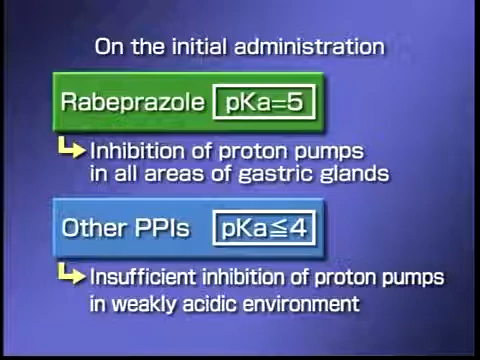 On the initial administration
Rabeprazole pKa=5
Inhibition of proton pumps
in all areas of gastric glands
Other PPIs pKa≦4
Insufficient inhibition of proton pumps
in weakly acidic environment